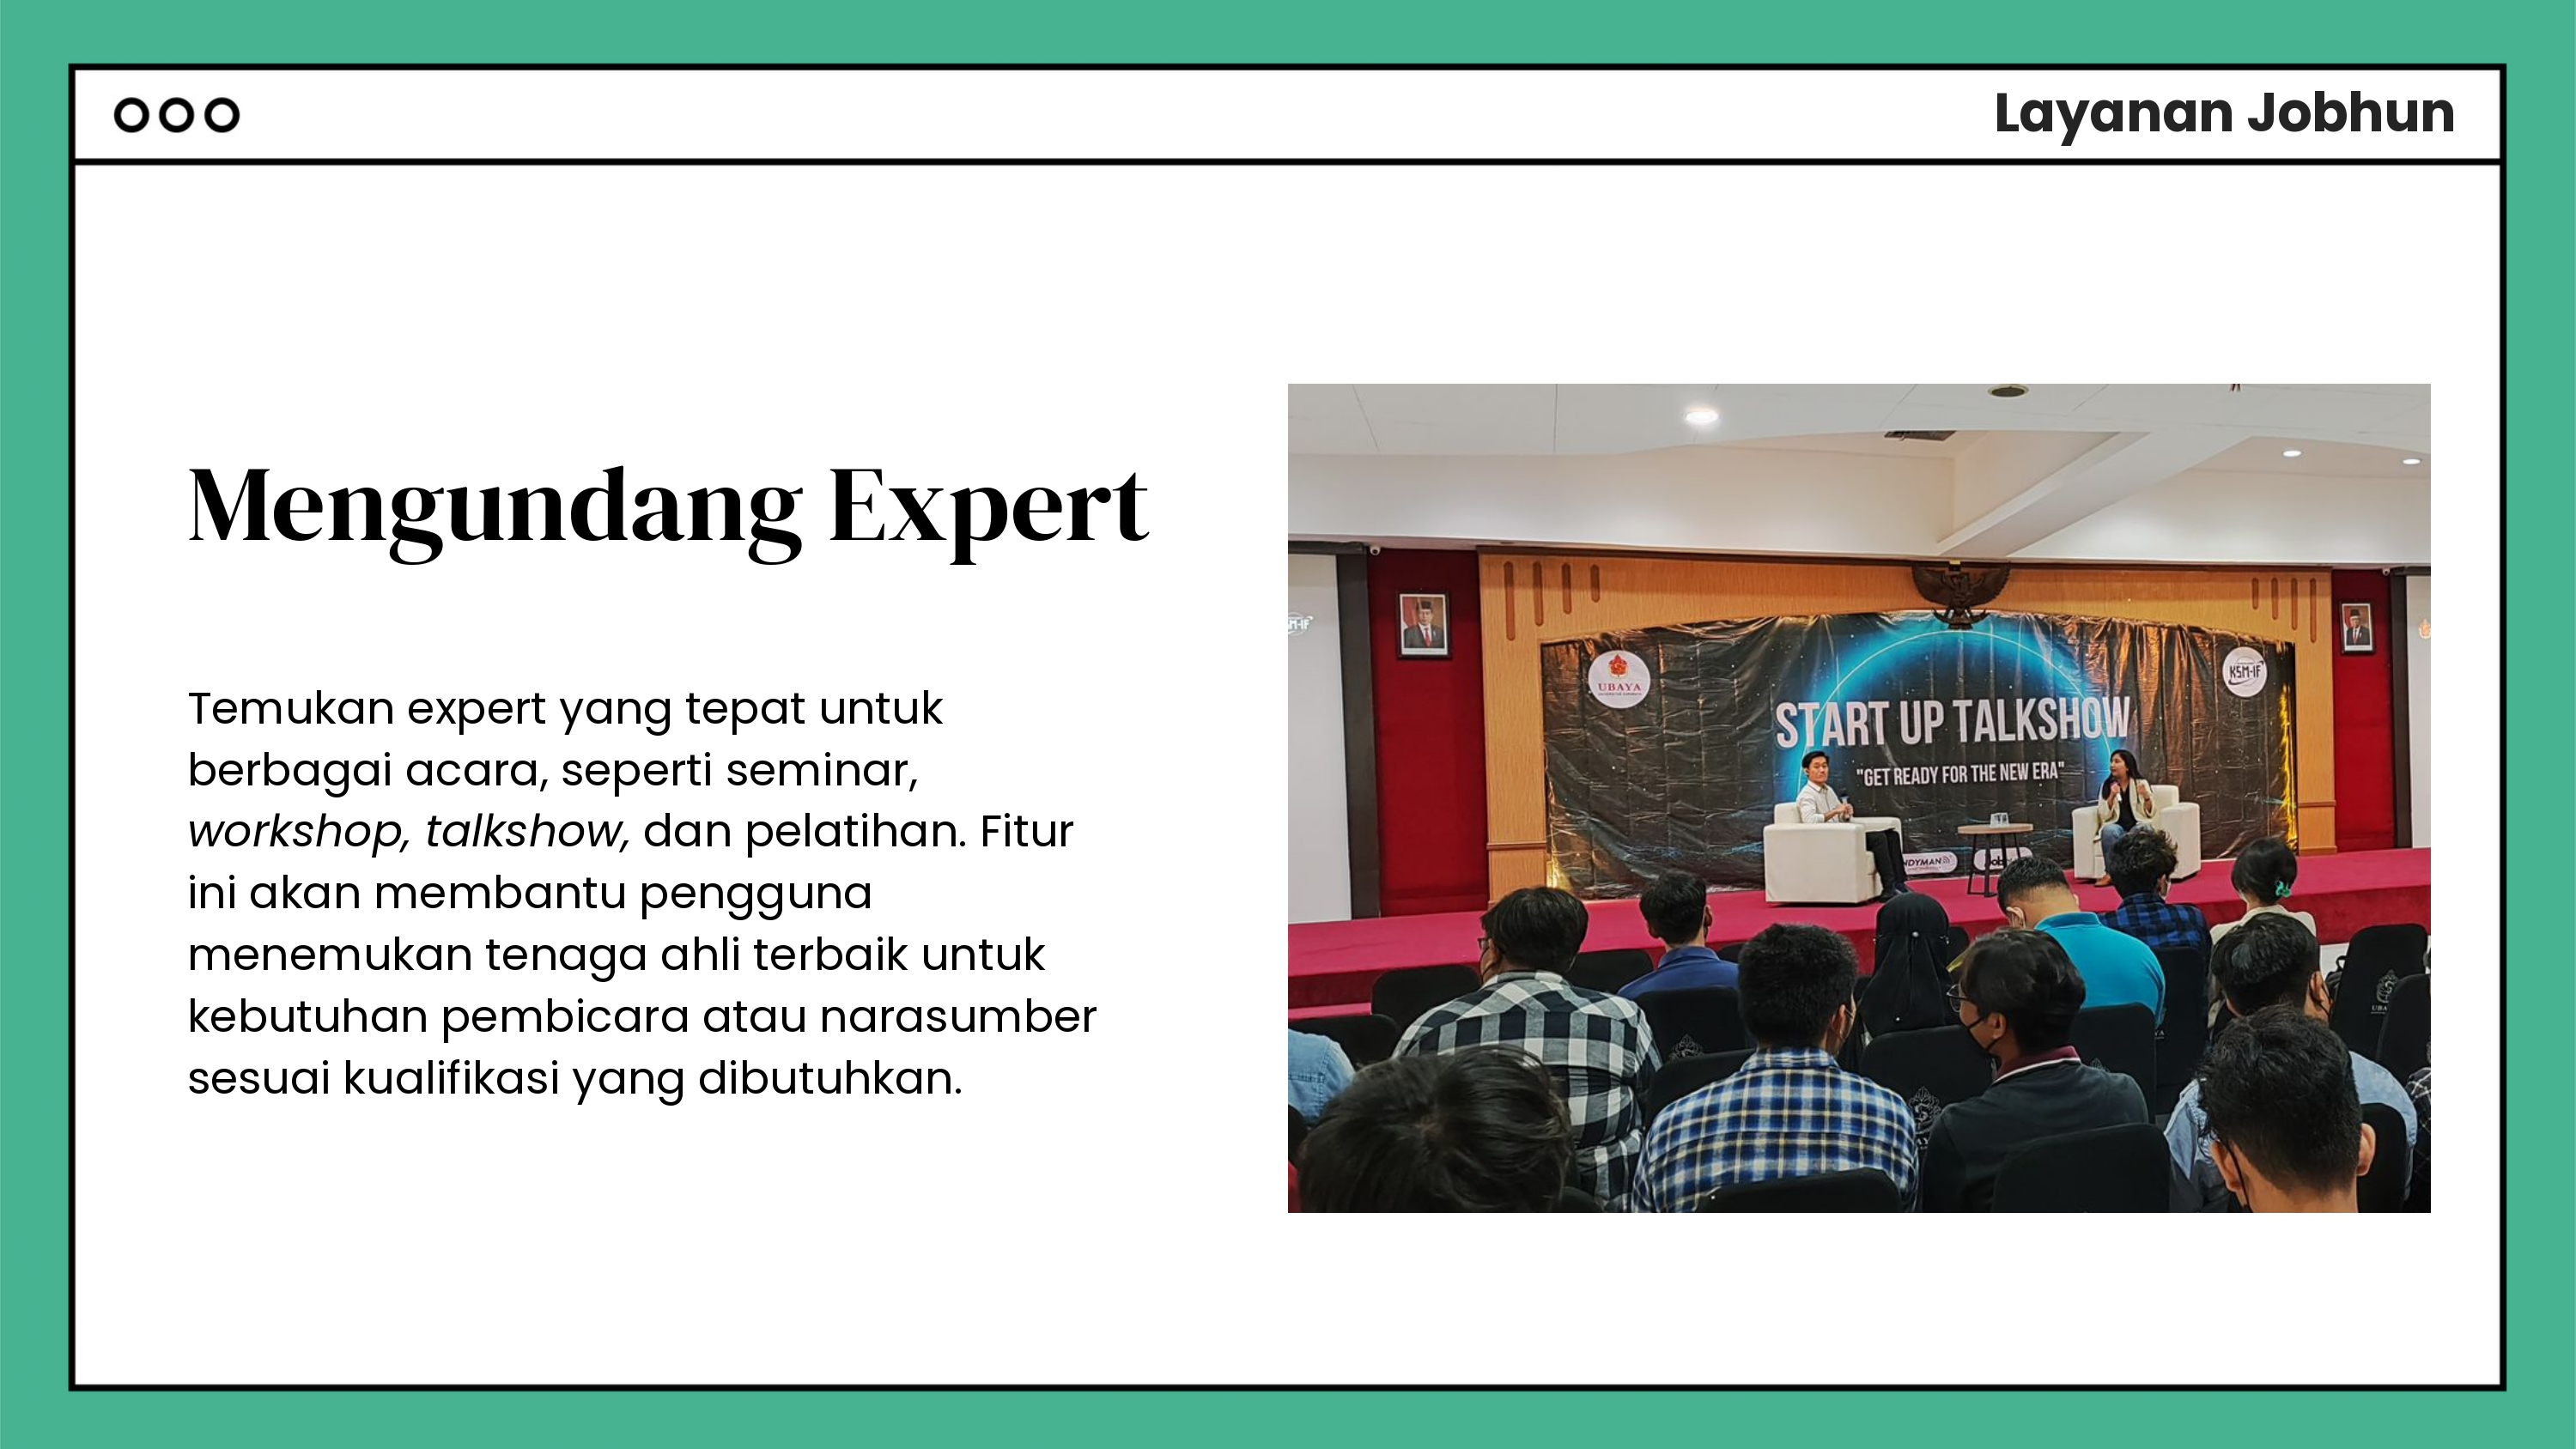 Layanan Jobhun
Mengundang Expert
Temukan expert yang tepat untuk
berbagai acara, seperti seminar,
workshop, talkshow, dan pelatihan. Fitur
ini akan membantu pengguna
menemukan tenaga ahli terbaik untuk
kebutuhan pembicara atau narasumber
sesuai kualifikasi yang dibutuhkan.
UBAYA
KSM-IF
START UP TALKSHOW
"GET READY FOR THE NEW ERA"